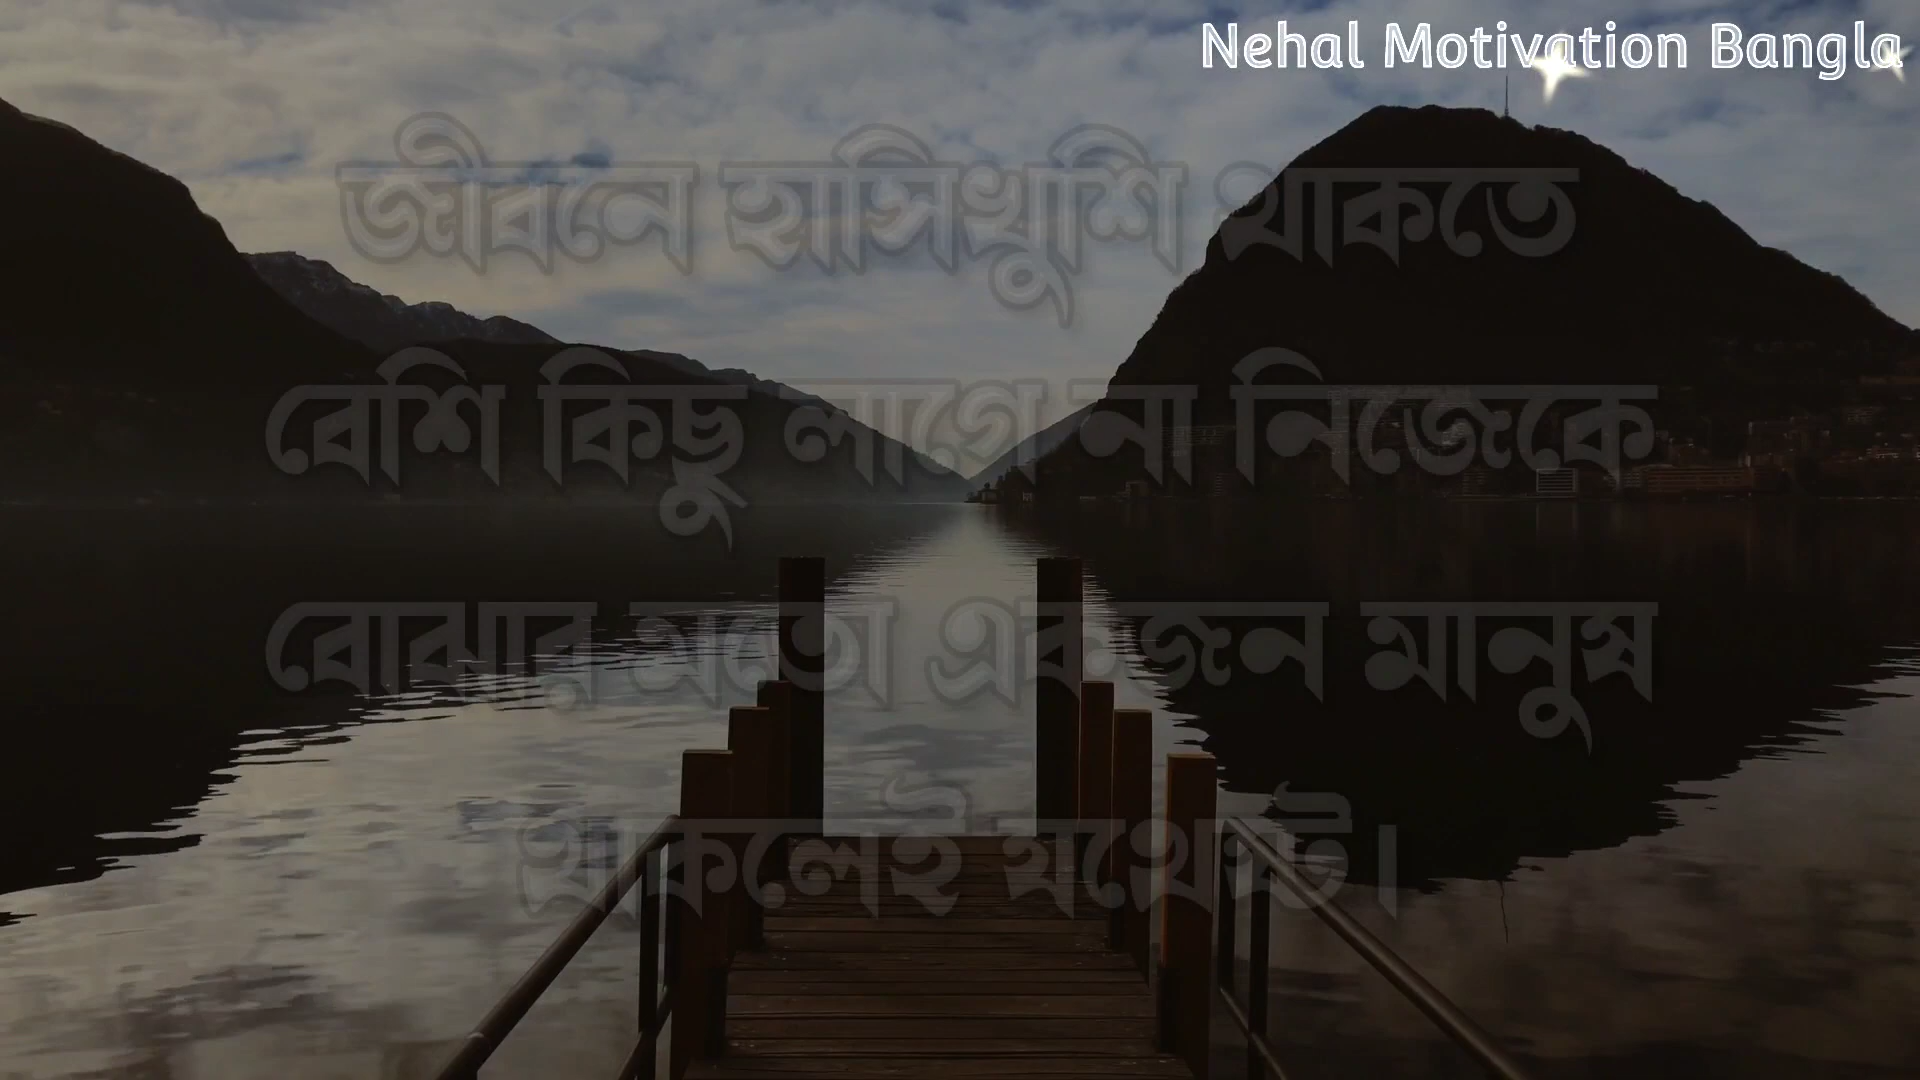 Nehal Motivation Bangla
জীবনে হাসিখুশি থাকতে
বেশি কিছু লাগে না নিজেকে
বোঝার মতো একজন মানুষ
থাকলেই যথেষ্ট।